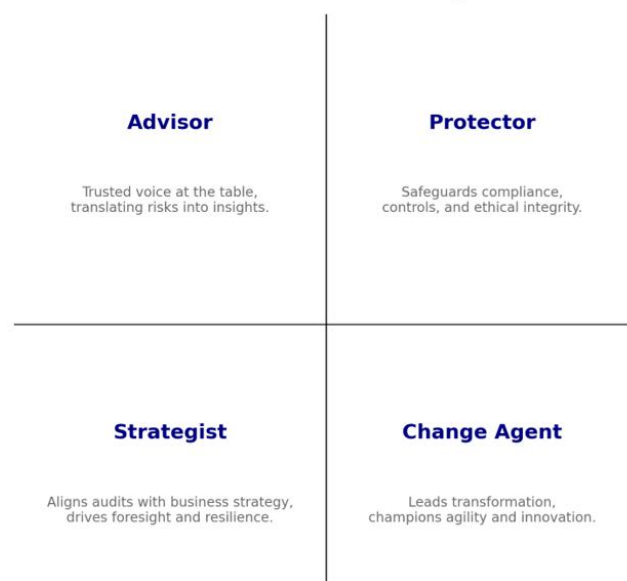 Advisor
Trusted voice at the table,
translating risks into insights.
Protector
Safeguards compliance,
controls, and ethical integrity.
Strategist
Aligns audits with business strategy,
drives foresight and resilience.
Change Agent
Leads transformation,
champions agility and innovation.